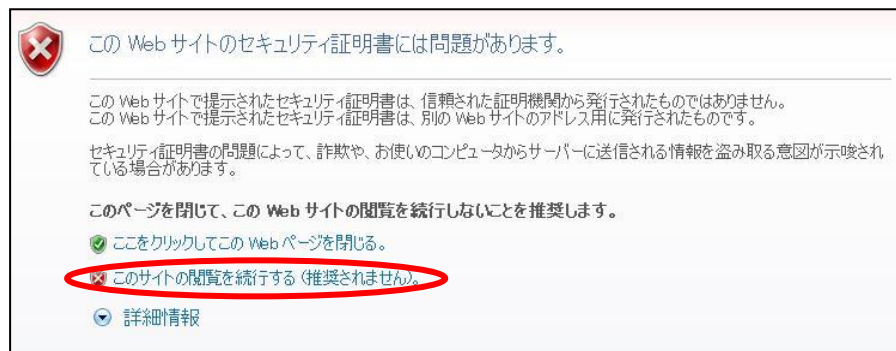 この Web サイトのセキュリティ証明書には問題があります。
この Web サイトで提示されたセキュリティ証明書は、信頼された証明機関から発行されたものではありません。
この Web サイトで提示されたセキュリティ証明書は、別の Web サイトのアドレス用に発行されたものです。
セキュリティ証明書の問題によって、詐欺や、お使いのコンピュータからサーバーに送信される情報を盗み取る意図が示唆され
ている場合があります。
このページを閉じて、この Web サイトの閲覧を続行しないことを推奨します。
ここをクリックしてこの Web ページを閉じる。
このサイトの閲覧を続行する (推奨されません)。
詳細情報